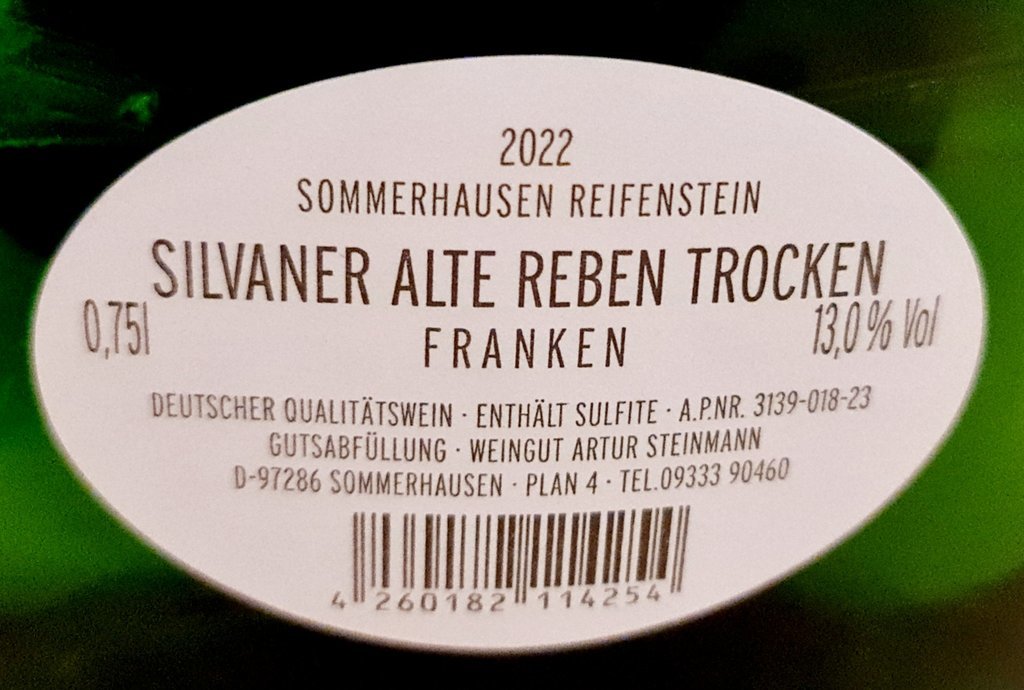 2022
SOMMERHAUSEN REIFENSTEIN
SILVANER ALTE REBEN TROCKEN
0,75l
13,0% Vol
FRANKEN
DEUTSCHER QUALITÄTSWEIN · ENTHÄLT SULFITE · A.P.NR. 3139-018-23
GUTSABFÜLLUNG · WEINGUT ARTUR STEINMANN
D-97286 SOMMERHAUSEN · PLAN 4 · TEL.09333 90460
4 260182 114254